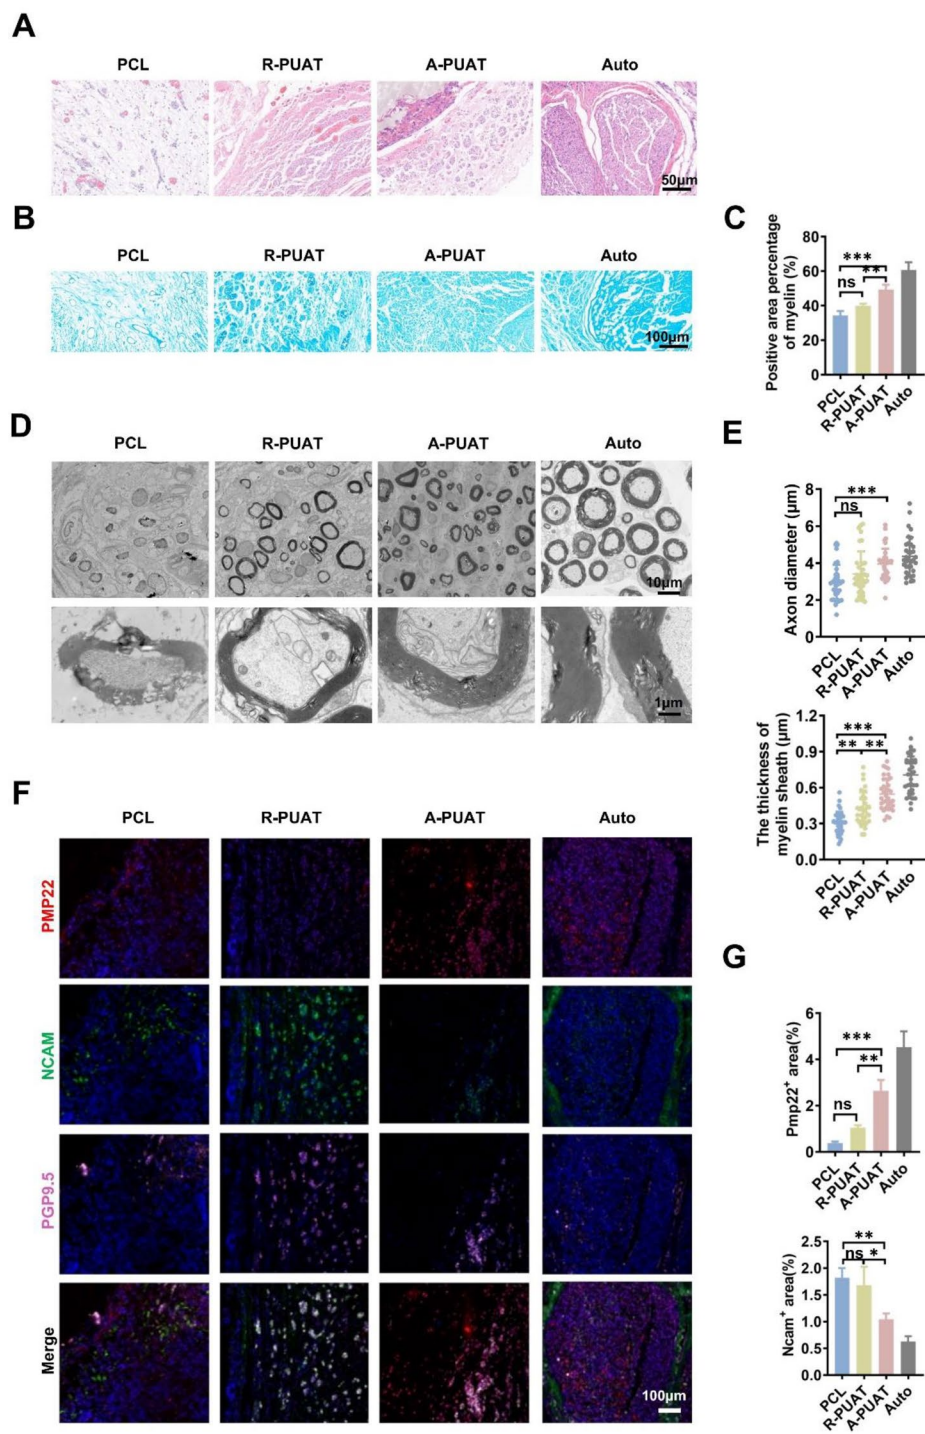 A
PCL R-PUAT A-PUAT Auto
50μm
B
PCL R-PUAT A-PUAT Auto
100μm
C
Positive area percentage
of myelin (%)
80
60
40
20
0
***
**
ns
PCL R-PUAT A-PUAT Auto
D
PCL R-PUAT A-PUAT Auto
10μm
1μm
E
Axon diameter (μm)
8
6
4
2
0
***
ns
PCL R-PUAT A-PUAT Auto
The thickness of
myelin sheath (μm)
1.2
0.9
0.6
0.3
0.0
***
** **
PCL R-PUAT A-PUAT Auto
F
PCL R-PUAT A-PUAT Auto
PMP22
NCAM
PGP9.5
Merge
100μm
G
Pmp22⁺ area(%)
6
4
2
0
***
**
ns
PCL R-PUAT A-PUAT Auto
Ncam⁺ area(%)
2.5
2.0
1.5
1.0
0.5
0.0
**
ns *
PCL R-PUAT A-PUAT Auto